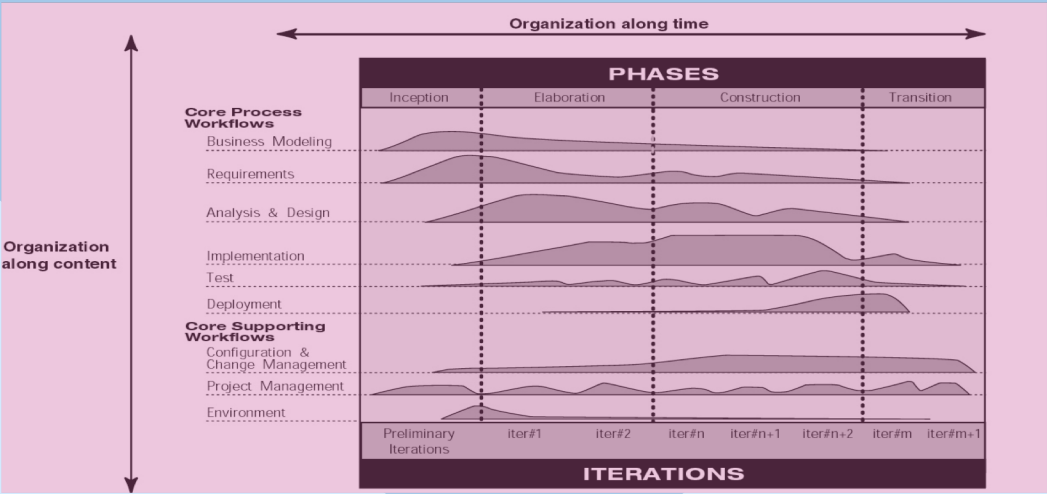 Organization along time
PHASES
Inception Elaboration Construction Transition
Core Process
Workflows
Business Modeling
Requirements
Analysis & Design
Organization
along content
Implementation
Test
Deployment
Core Supporting
Workflows
Configuration &
Change Management
Project Management
Environment
Preliminary
Iterations
iter#1 iter#2 iter#n iter#n+1 iter#n+2 iter#m iter#m+1
ITERATIONS